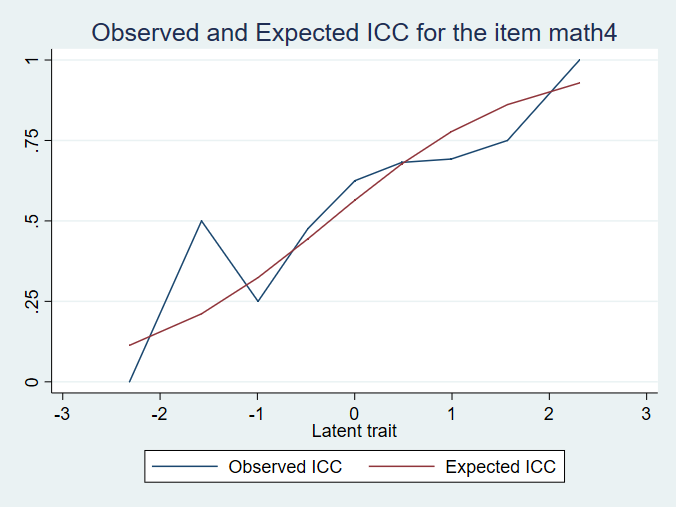 Observed and Expected ICC for the item math4
1
.75
.5
.25
0
-3 -2 -1 0 1 2 3
Latent trait
Observed ICC Expected ICC